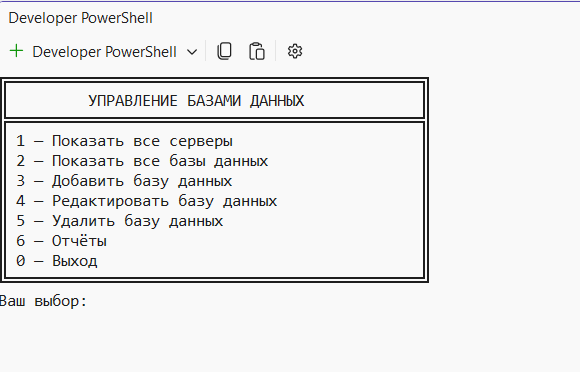 Developer PowerShell
+ Developer PowerShell
УПРАВЛЕНИЕ БАЗАМИ ДАННЫХ
1 — Показать все серверы
2 — Показать все базы данных
3 — Добавить базу данных
4 — Редактировать базу данных
5 — Удалить базу данных
6 — Отчёты
0 — Выход
Ваш выбор: